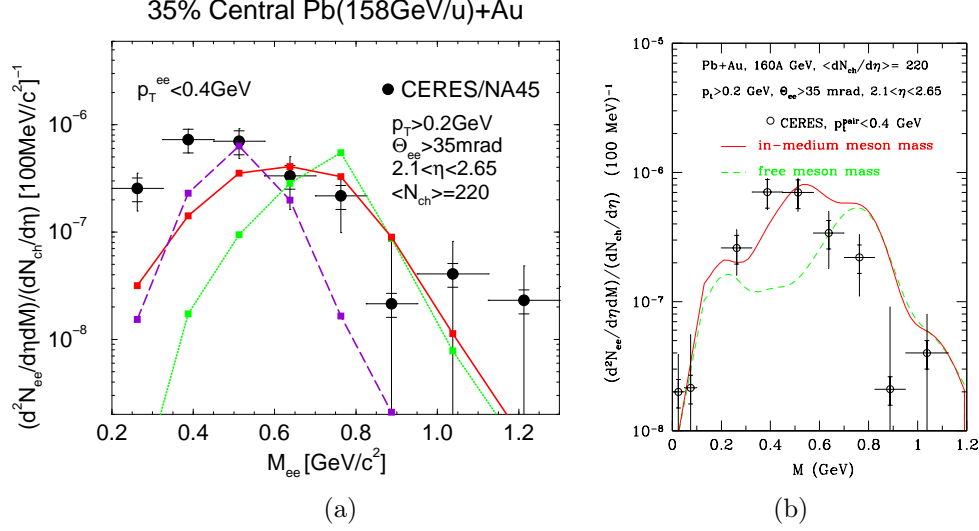 35% Central Pb(158GeV/u)+Au
p_T^ee<0.4GeV
CERES/NA45
p_T>0.2GeV
Θ_ee>35mrad
2.1<η<2.65
<N_ch>=220
(d²N_ee/dηdM)/(dN_ch/dη) [100MeV/c²]⁻¹
10⁻⁶
10⁻⁷
10⁻⁸
0.2 0.4 0.6 0.8 1.0 1.2
M_ee [GeV/c²]
(a)
Pb+Au, 160A GeV, <dN_ch/dη>= 220
p_t>0.2 GeV, Θ_ee>35 mrad, 2.1<η<2.65
CERES, p_t^pair<0.4 GeV
in-medium meson mass
free meson mass
(d²N_ee/dηdM)/(dN_ch/dη) (100 MeV)⁻¹
10⁻⁵
10⁻⁶
10⁻⁷
10⁻⁸
0 0.2 0.4 0.6 0.8 1 1.2
M (GeV)
(b)